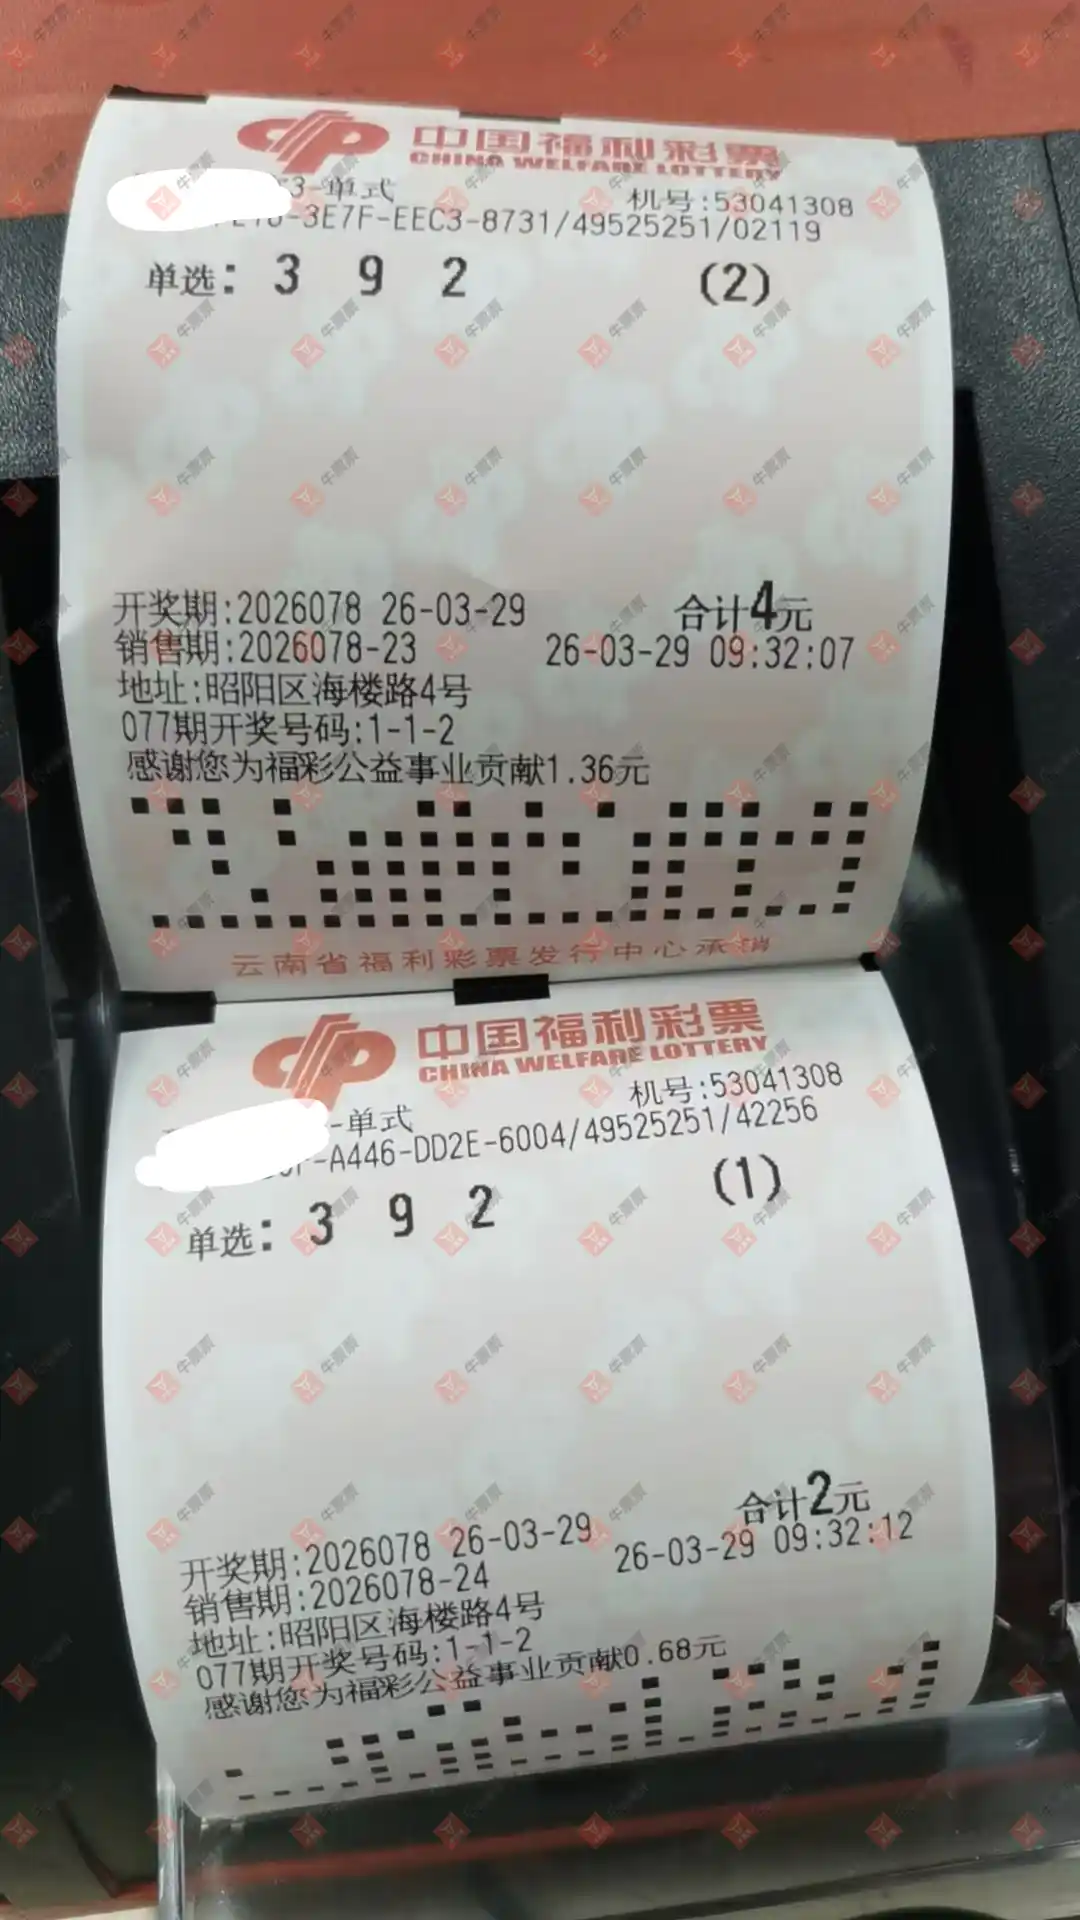 中国福利彩票
CHINA WELFARE LOTTERY
3-单式 机号:53041308
-3E7F-EEC3-8731/49525251/02119
单选: 3 9 2 (2)
开奖期:2026078 26-03-29 合计4元
销售期:2026078-23 26-03-29 09:32:07
地址:昭阳区海楼路4号
077期开奖号码:1-1-2
感谢您为福彩公益事业贡献1.36元
云南省福利彩票发行中心承销
中国福利彩票
CHINA WELFARE LOTTERY
-单式 机号:53041308
-A446-DD2E-6004/49525251/42256
单选: 3 9 2 (1)
合计2元
开奖期:2026078 26-03-29
销售期:2026078-24 26-03-29 09:32:12
地址:昭阳区海楼路4号
077期开奖号码:1-1-2
感谢您为福彩公益事业贡献0.68元
牛票票